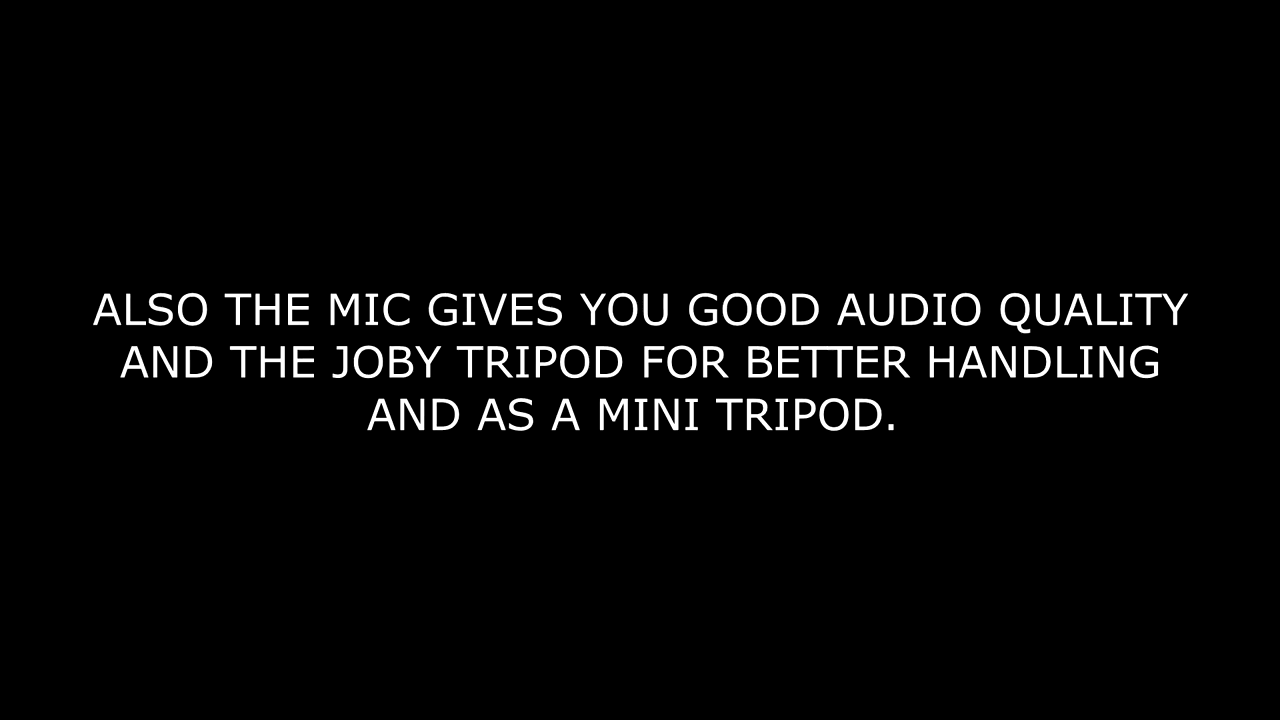 ALSO THE MIC GIVES YOU GOOD AUDIO QUALITY
AND THE JOBY TRIPOD FOR BETTER HANDLING
AND AS A MINI TRIPOD.